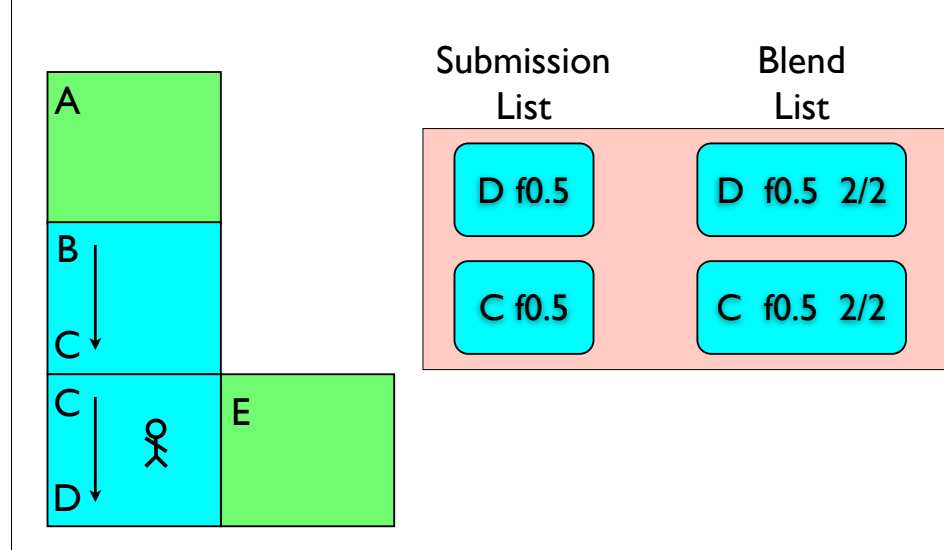 Submission
List
Blend
List
A
B
C
C
D
E
D f0.5
D f0.5 2/2
C f0.5
C f0.5 2/2